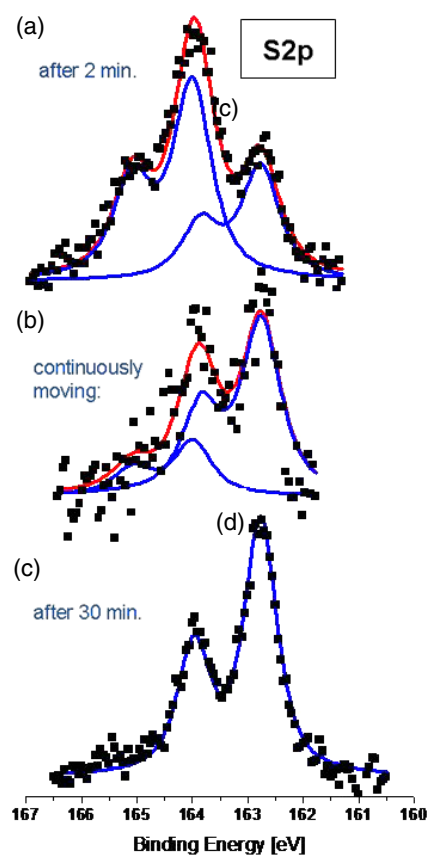 (a)
S2p
after 2 min.
(c)
(b)
continuously
moving:
(d)
(c)
after 30 min.
167 166 165 164 163 162 161 160
Binding Energy [eV]